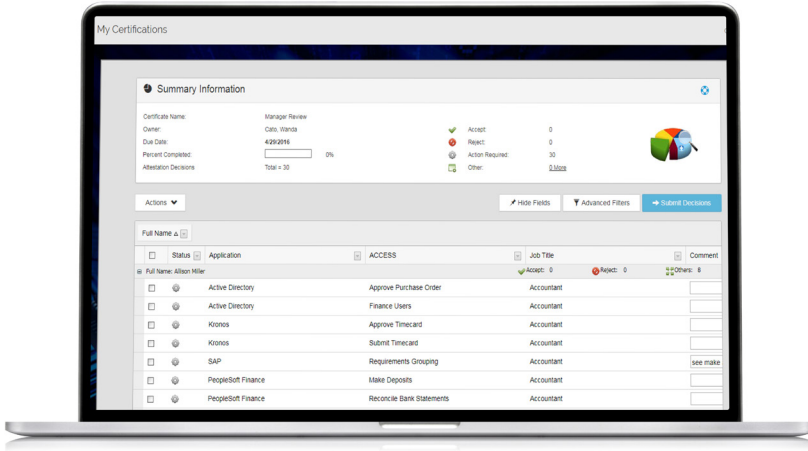 My Certifications
Summary Information
Certificate Name: Manager Review
Owner: Cato, Wanda Accept: 0
Due Date: 4/29/2016 Reject: 0
Percent Completed: 0% Action Required: 30
Attestation Decisions Total = 30 Other: 0 More
Actions Hide Fields Advanced Filters Submit Decisions
Full Name
Status Application ACCESS Job Title Comment
Full Name: Allison Miller Accept: 0 Reject: 0 Others: 8
Active Directory Approve Purchase Order Accountant
Active Directory Finance Users Accountant
Kronos Approve Timecard Accountant
Kronos Submit Timecard Accountant
SAP Requirements Grouping Accountant see make
PeopleSoft Finance Make Deposits Accountant
PeopleSoft Finance Reconcile Bank Statements Accountant